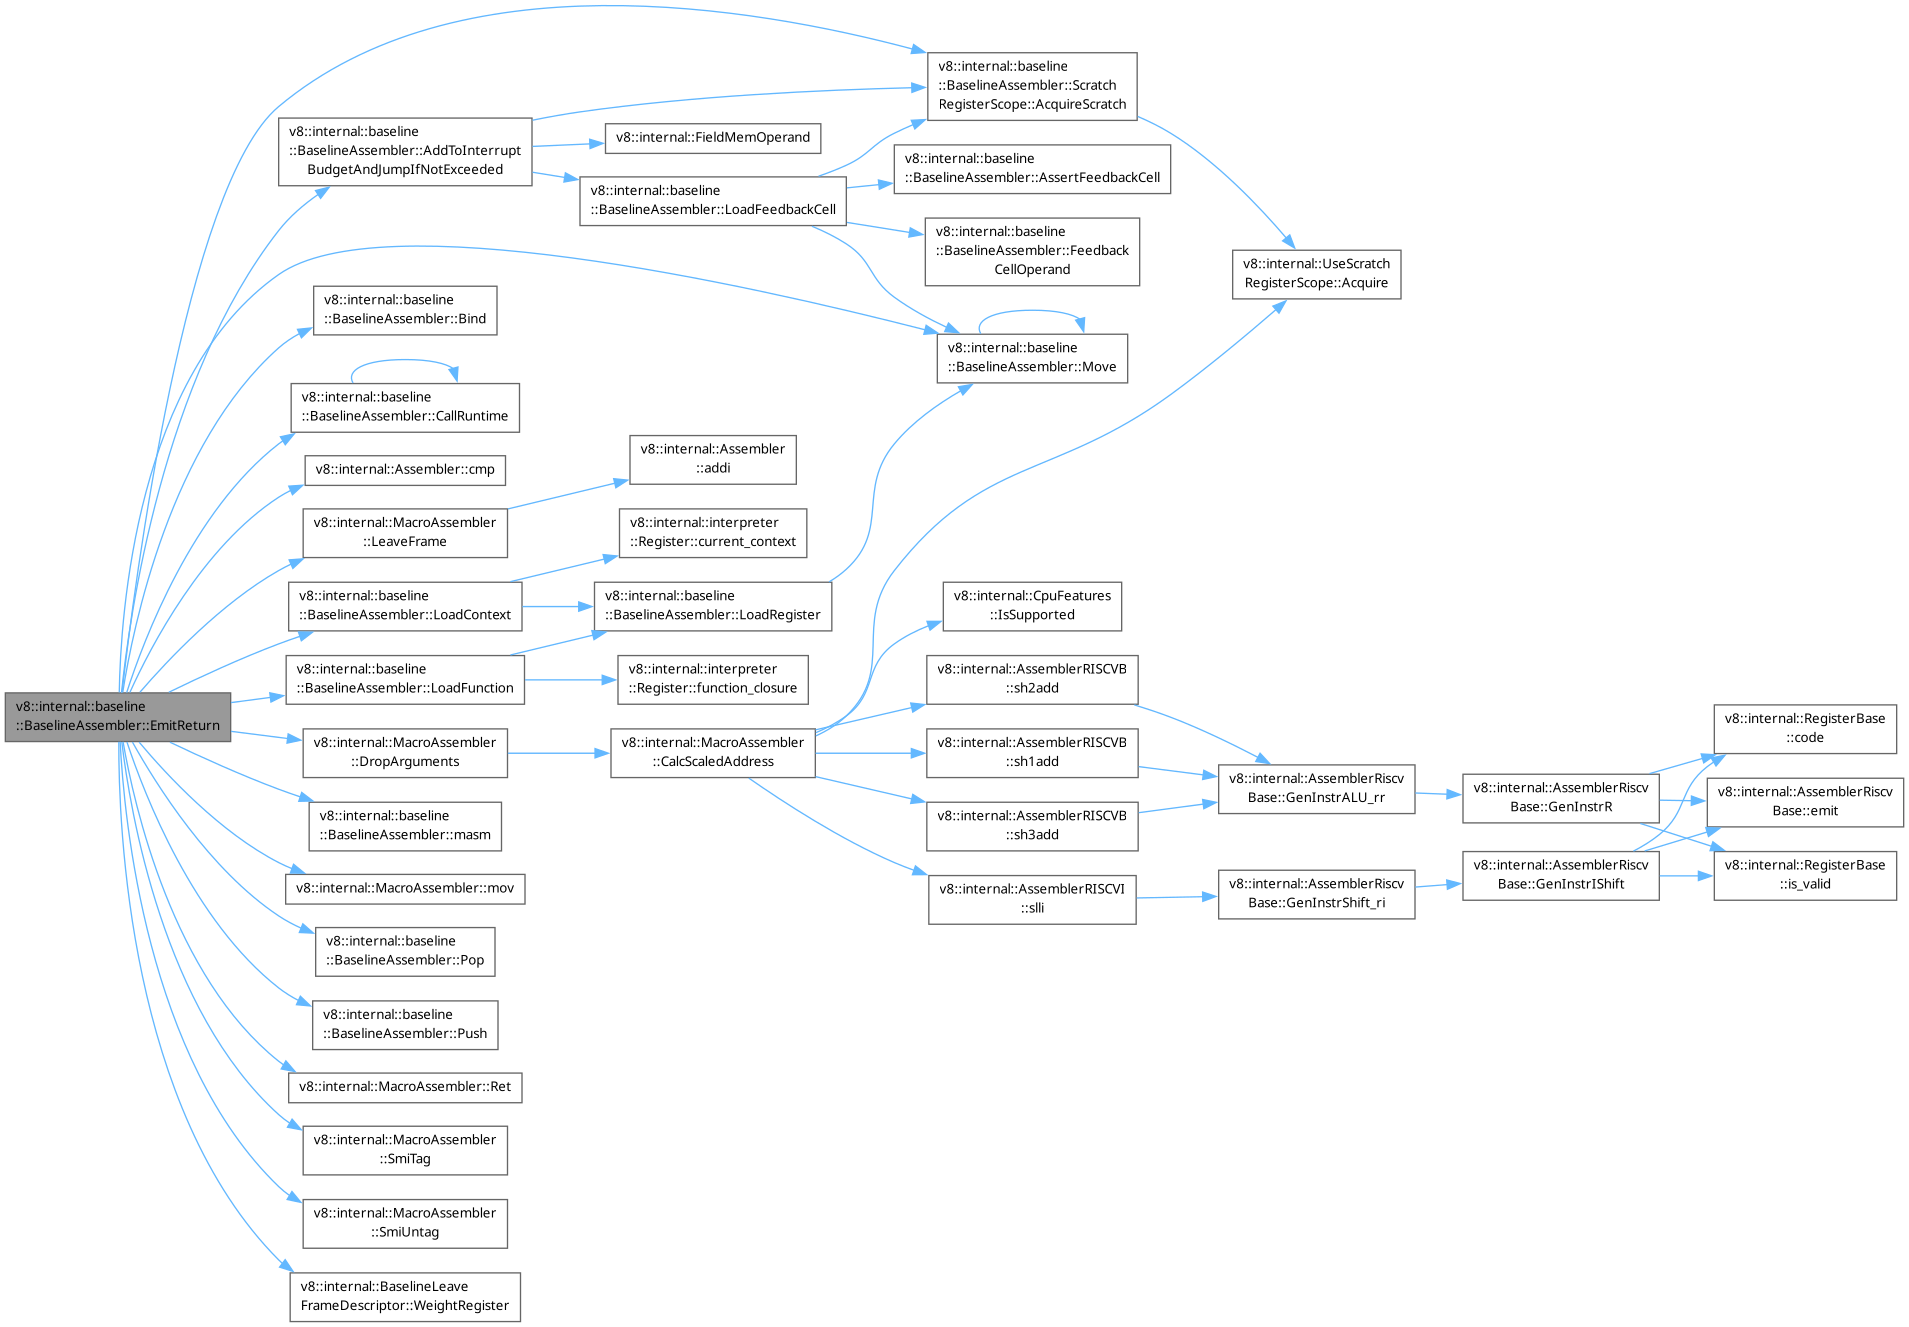 v8::internal::baseline
::BaselineAssembler::EmitReturn
v8::internal::baseline
::BaselineAssembler::AddToInterrupt
BudgetAndJumpIfNotExceeded
v8::internal::baseline
::BaselineAssembler::Bind
v8::internal::baseline
::BaselineAssembler::CallRuntime
v8::internal::Assembler::cmp
v8::internal::MacroAssembler
::LeaveFrame
v8::internal::baseline
::BaselineAssembler::LoadContext
v8::internal::baseline
::BaselineAssembler::LoadFunction
v8::internal::MacroAssembler
::DropArguments
v8::internal::baseline
::BaselineAssembler::masm
v8::internal::MacroAssembler::mov
v8::internal::baseline
::BaselineAssembler::Pop
v8::internal::baseline
::BaselineAssembler::Push
v8::internal::MacroAssembler::Ret
v8::internal::MacroAssembler
::SmiTag
v8::internal::MacroAssembler
::SmiUntag
v8::internal::BaselineLeave
FrameDescriptor::WeightRegister
v8::internal::FieldMemOperand
v8::internal::baseline
::BaselineAssembler::LoadFeedbackCell
v8::internal::Assembler
::addi
v8::internal::interpreter
::Register::current_context
v8::internal::baseline
::BaselineAssembler::LoadRegister
v8::internal::interpreter
::Register::function_closure
v8::internal::MacroAssembler
::CalcScaledAddress
v8::internal::baseline
::BaselineAssembler::Scratch
RegisterScope::AcquireScratch
v8::internal::baseline
::BaselineAssembler::AssertFeedbackCell
v8::internal::baseline
::BaselineAssembler::Feedback
CellOperand
v8::internal::baseline
::BaselineAssembler::Move
v8::internal::CpuFeatures
::IsSupported
v8::internal::AssemblerRISCVB
::sh2add
v8::internal::AssemblerRISCVB
::sh1add
v8::internal::AssemblerRISCVB
::sh3add
v8::internal::AssemblerRISCVI
::slli
v8::internal::UseScratch
RegisterScope::Acquire
v8::internal::AssemblerRiscv
Base::GenInstrALU_rr
v8::internal::AssemblerRiscv
Base::GenInstrShift_ri
v8::internal::AssemblerRiscv
Base::GenInstrR
v8::internal::AssemblerRiscv
Base::GenInstrIShift
v8::internal::RegisterBase
::code
v8::internal::AssemblerRiscv
Base::emit
v8::internal::RegisterBase
::is_valid